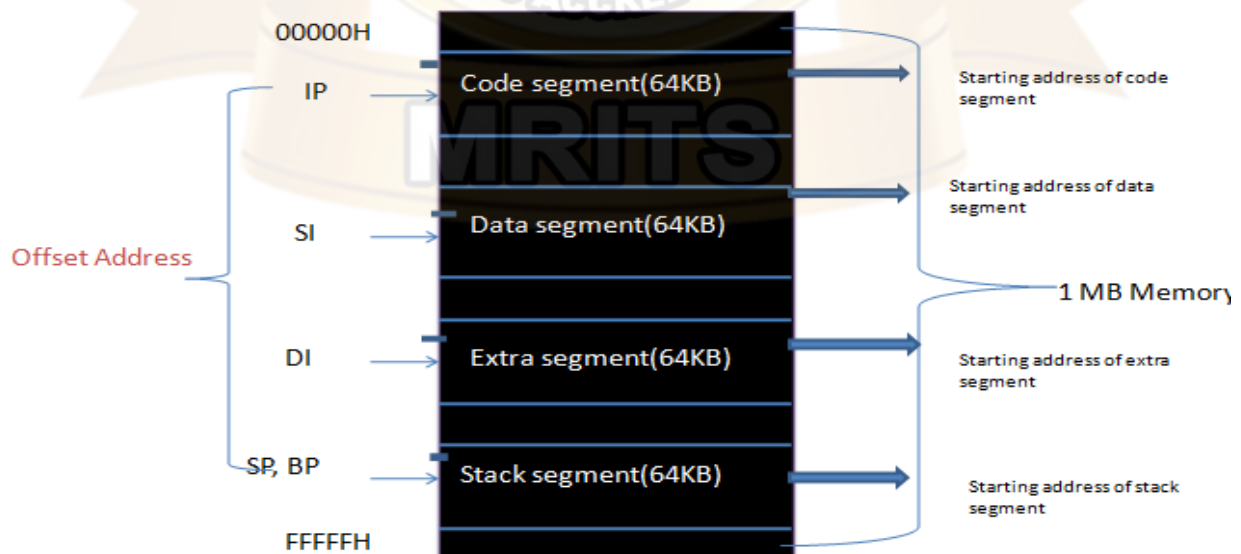 00000H
IP
Code segment(64KB)
Starting address of code
segment
MRITS
Starting address of data
segment
SI
Data segment(64KB)
Offset Address
1 MB Memory
DI
Extra segment(64KB)
Starting address of extra
segment
SP, BP
Stack segment(64KB)
Starting address of stack
segment
FFFFFH